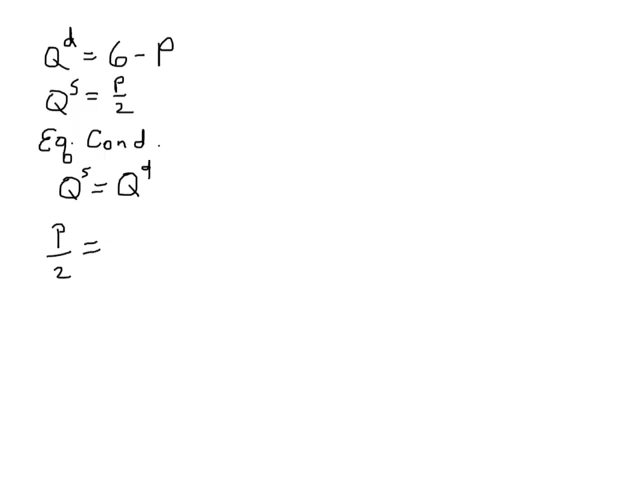 Q^d = 6 - P
Q^s = P/2
Eq. Cond.
Q^s = Q^d
P/2 =